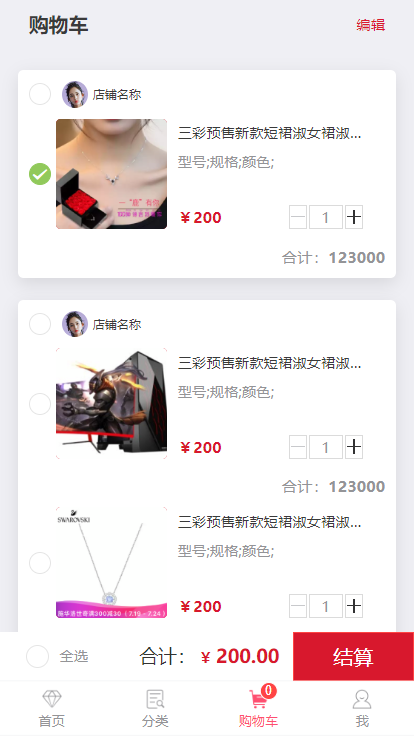 购物车
编辑
店铺名称
三彩预售新款短裙淑女裙淑...
型号;规格;颜色;
一“鹿”有你
￥200
1
合计：123000
店铺名称
三彩预售新款短裙淑女裙淑...
型号;规格;颜色;
￥200
1
合计：123000
SWAROVSKI
三彩预售新款短裙淑女裙淑...
型号;规格;颜色;
￥200
1
全选
合计：￥200.00
结算
首页
分类
0
购物车
我